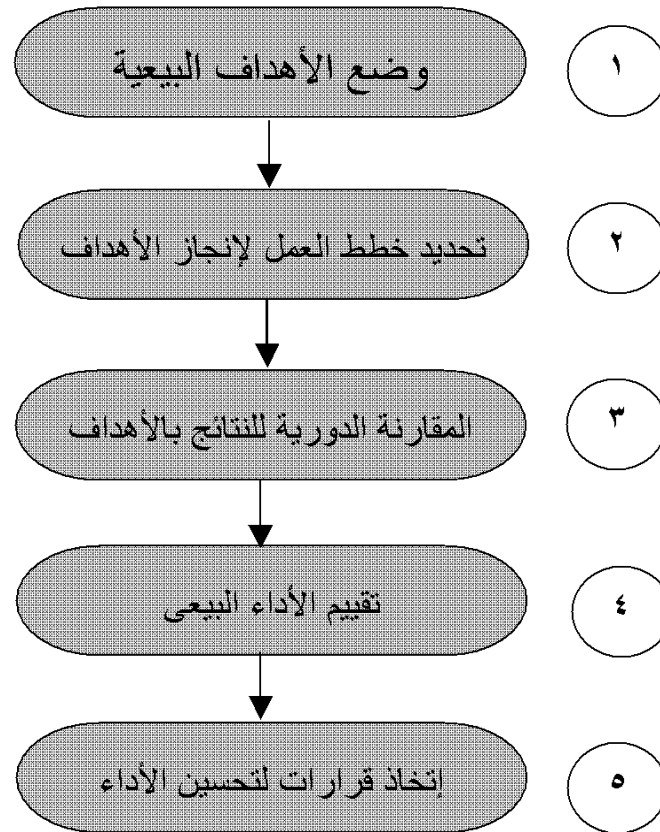 وضع الأهداف البيعية
١
تحديد خطط العمل لإنجاز الأهداف
٢
المقارنة الدورية للنتائج بالأهداف
٣
تقييم الأداء البيعى
٤
إتخاذ قرارات لتحسين الأداء
٥